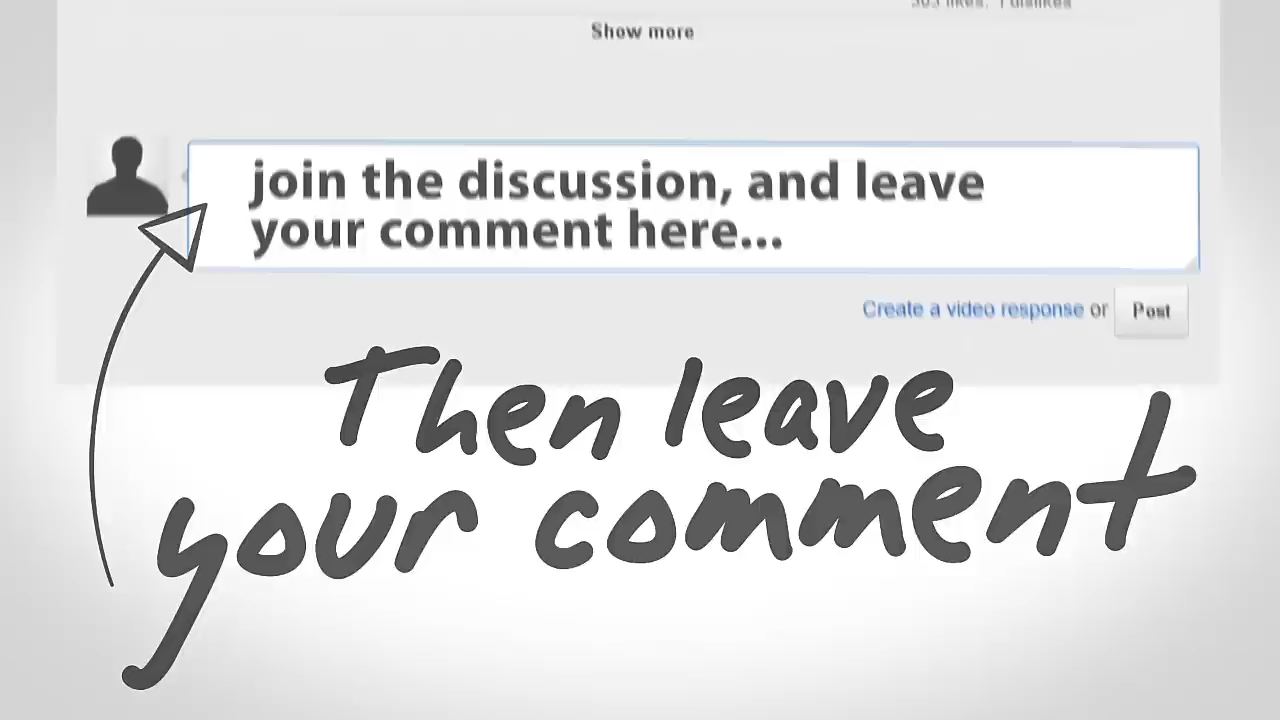 Show more
join the discussion, and leave
your comment here...
Create a video response or Post
Then leave
your comment